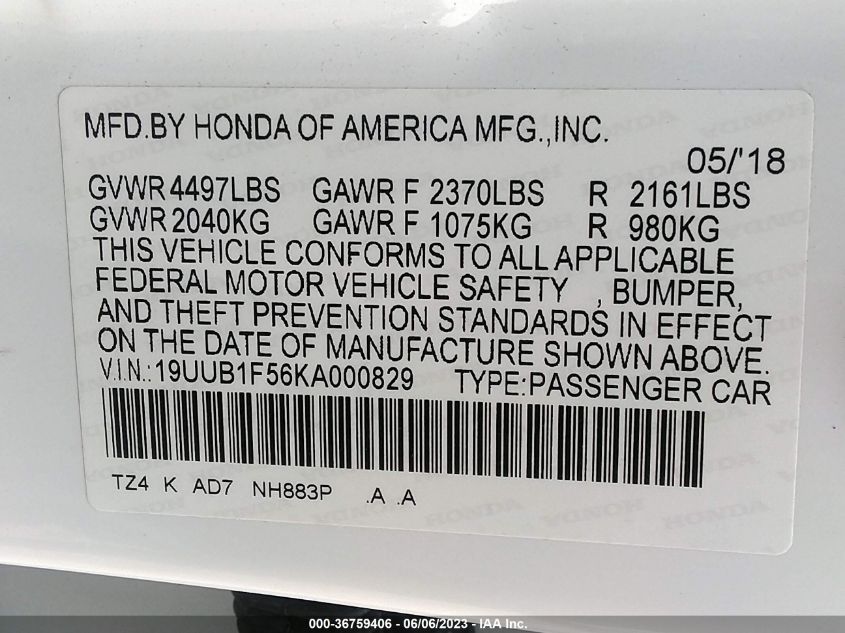 MFD.BY HONDA OF AMERICA MFG.,INC.
05/'18
GVWR 4497LBS GAWR F 2370LBS R 2161LBS
GVWR 2040KG GAWR F 1075KG R 980KG
THIS VEHICLE CONFORMS TO ALL APPLICABLE
FEDERAL MOTOR VEHICLE SAFETY , BUMPER,
AND THEFT PREVENTION STANDARDS IN EFFECT
ON THE DATE OF MANUFACTURE SHOWN ABOVE.
V.I.N.:19UUB1F56KA000829 TYPE:PASSENGER CAR
TZ4 K AD7 NH883P .A .A
000-36759406 - 06/06/2023 - IAA Inc.